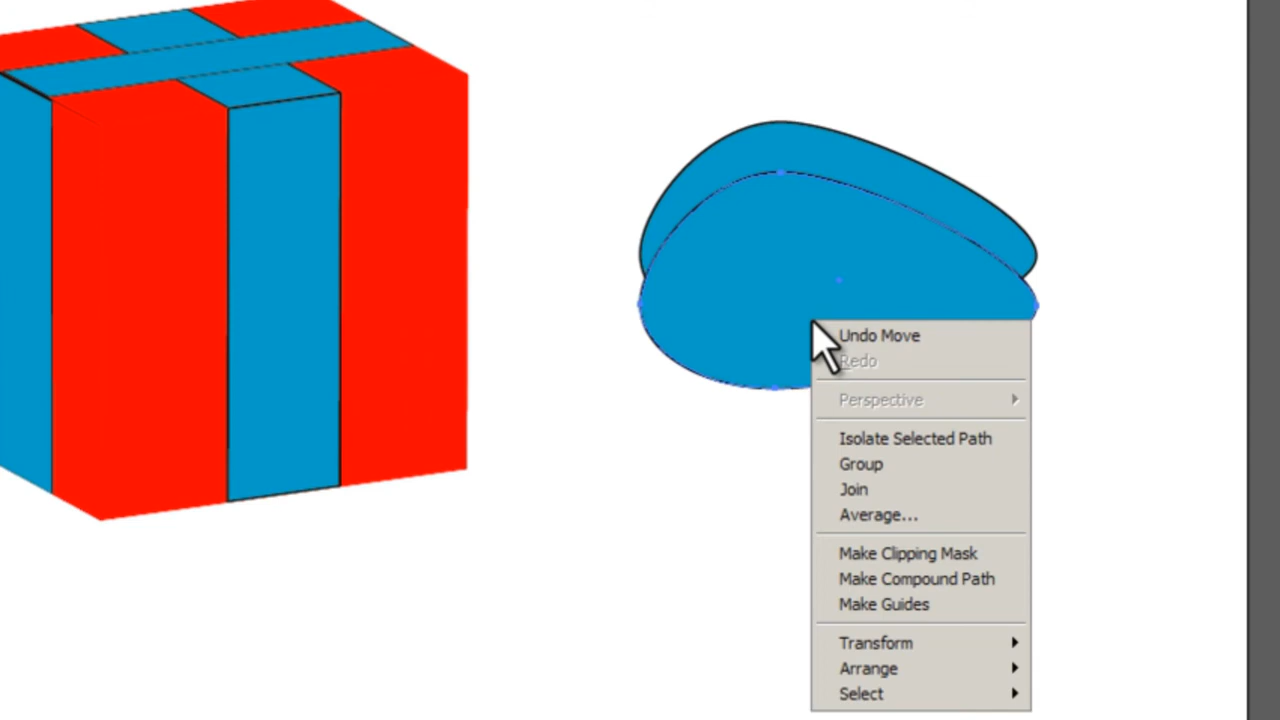 Undo Move
Redo
Perspective
Isolate Selected Path
Group
Join
Average...
Make Clipping Mask
Make Compound Path
Make Guides
Transform
Arrange
Select